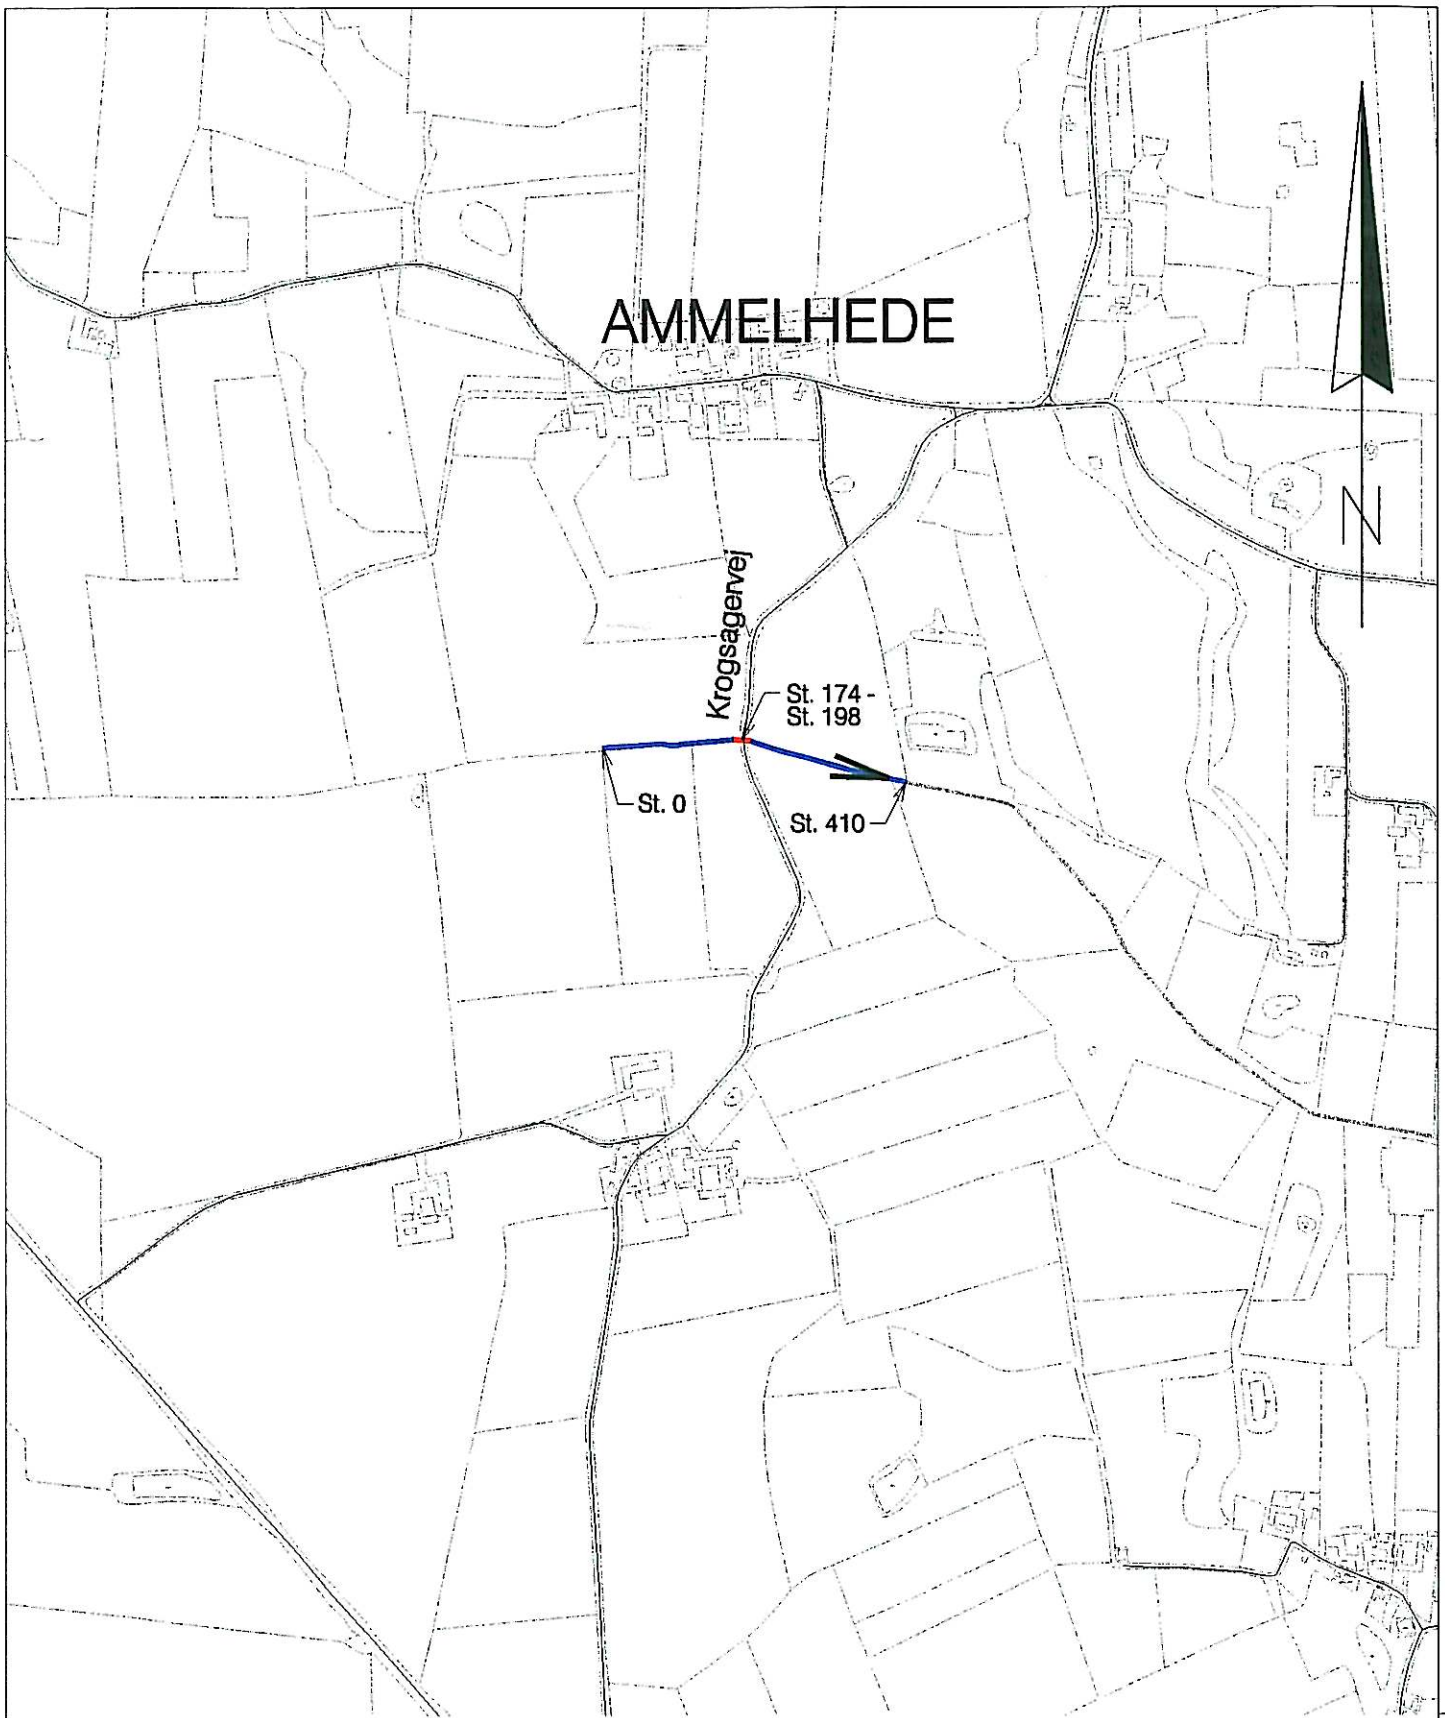 AMMELHEDE
N
Krogsagervej
St. 174 -
St. 198
St. 0
St. 410